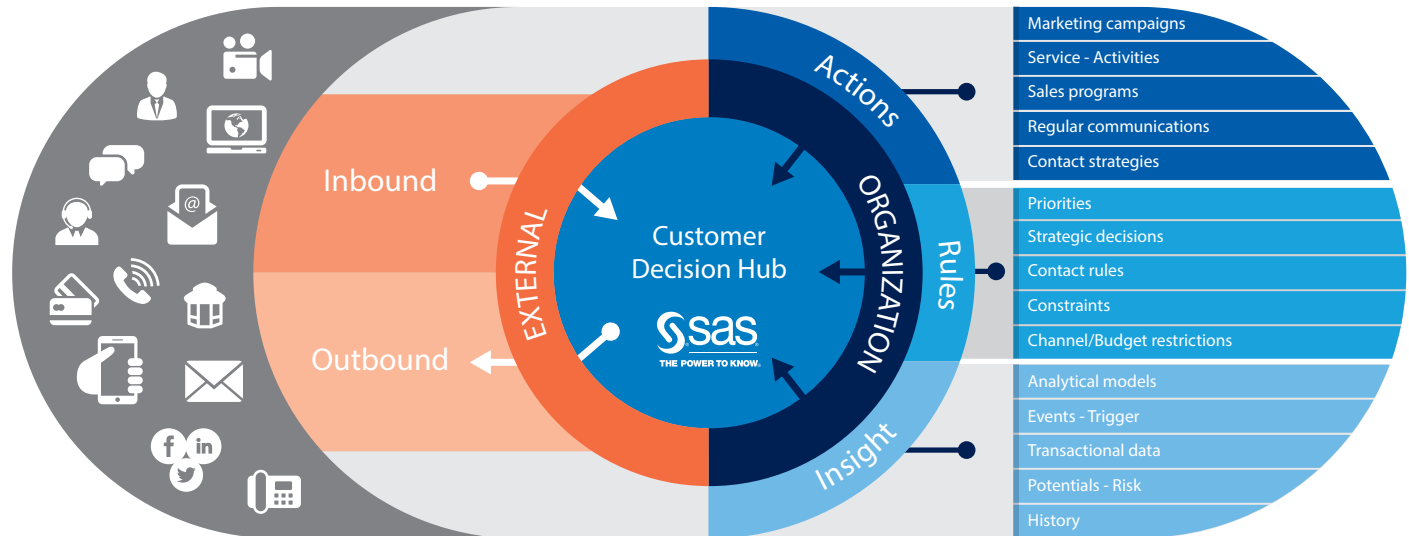 Inbound
Outbound
@
f
in
EXTERNAL
Customer
Decision Hub
sas
THE POWER TO KNOW.
ORGANIZATION
Actions
Rules
Insight
Marketing campaigns
Service - Activities
Sales programs
Regular communications
Contact strategies
Priorities
Strategic decisions
Contact rules
Constraints
Channel/Budget restrictions
Analytical models
Events - Trigger
Transactional data
Potentials - Risk
History